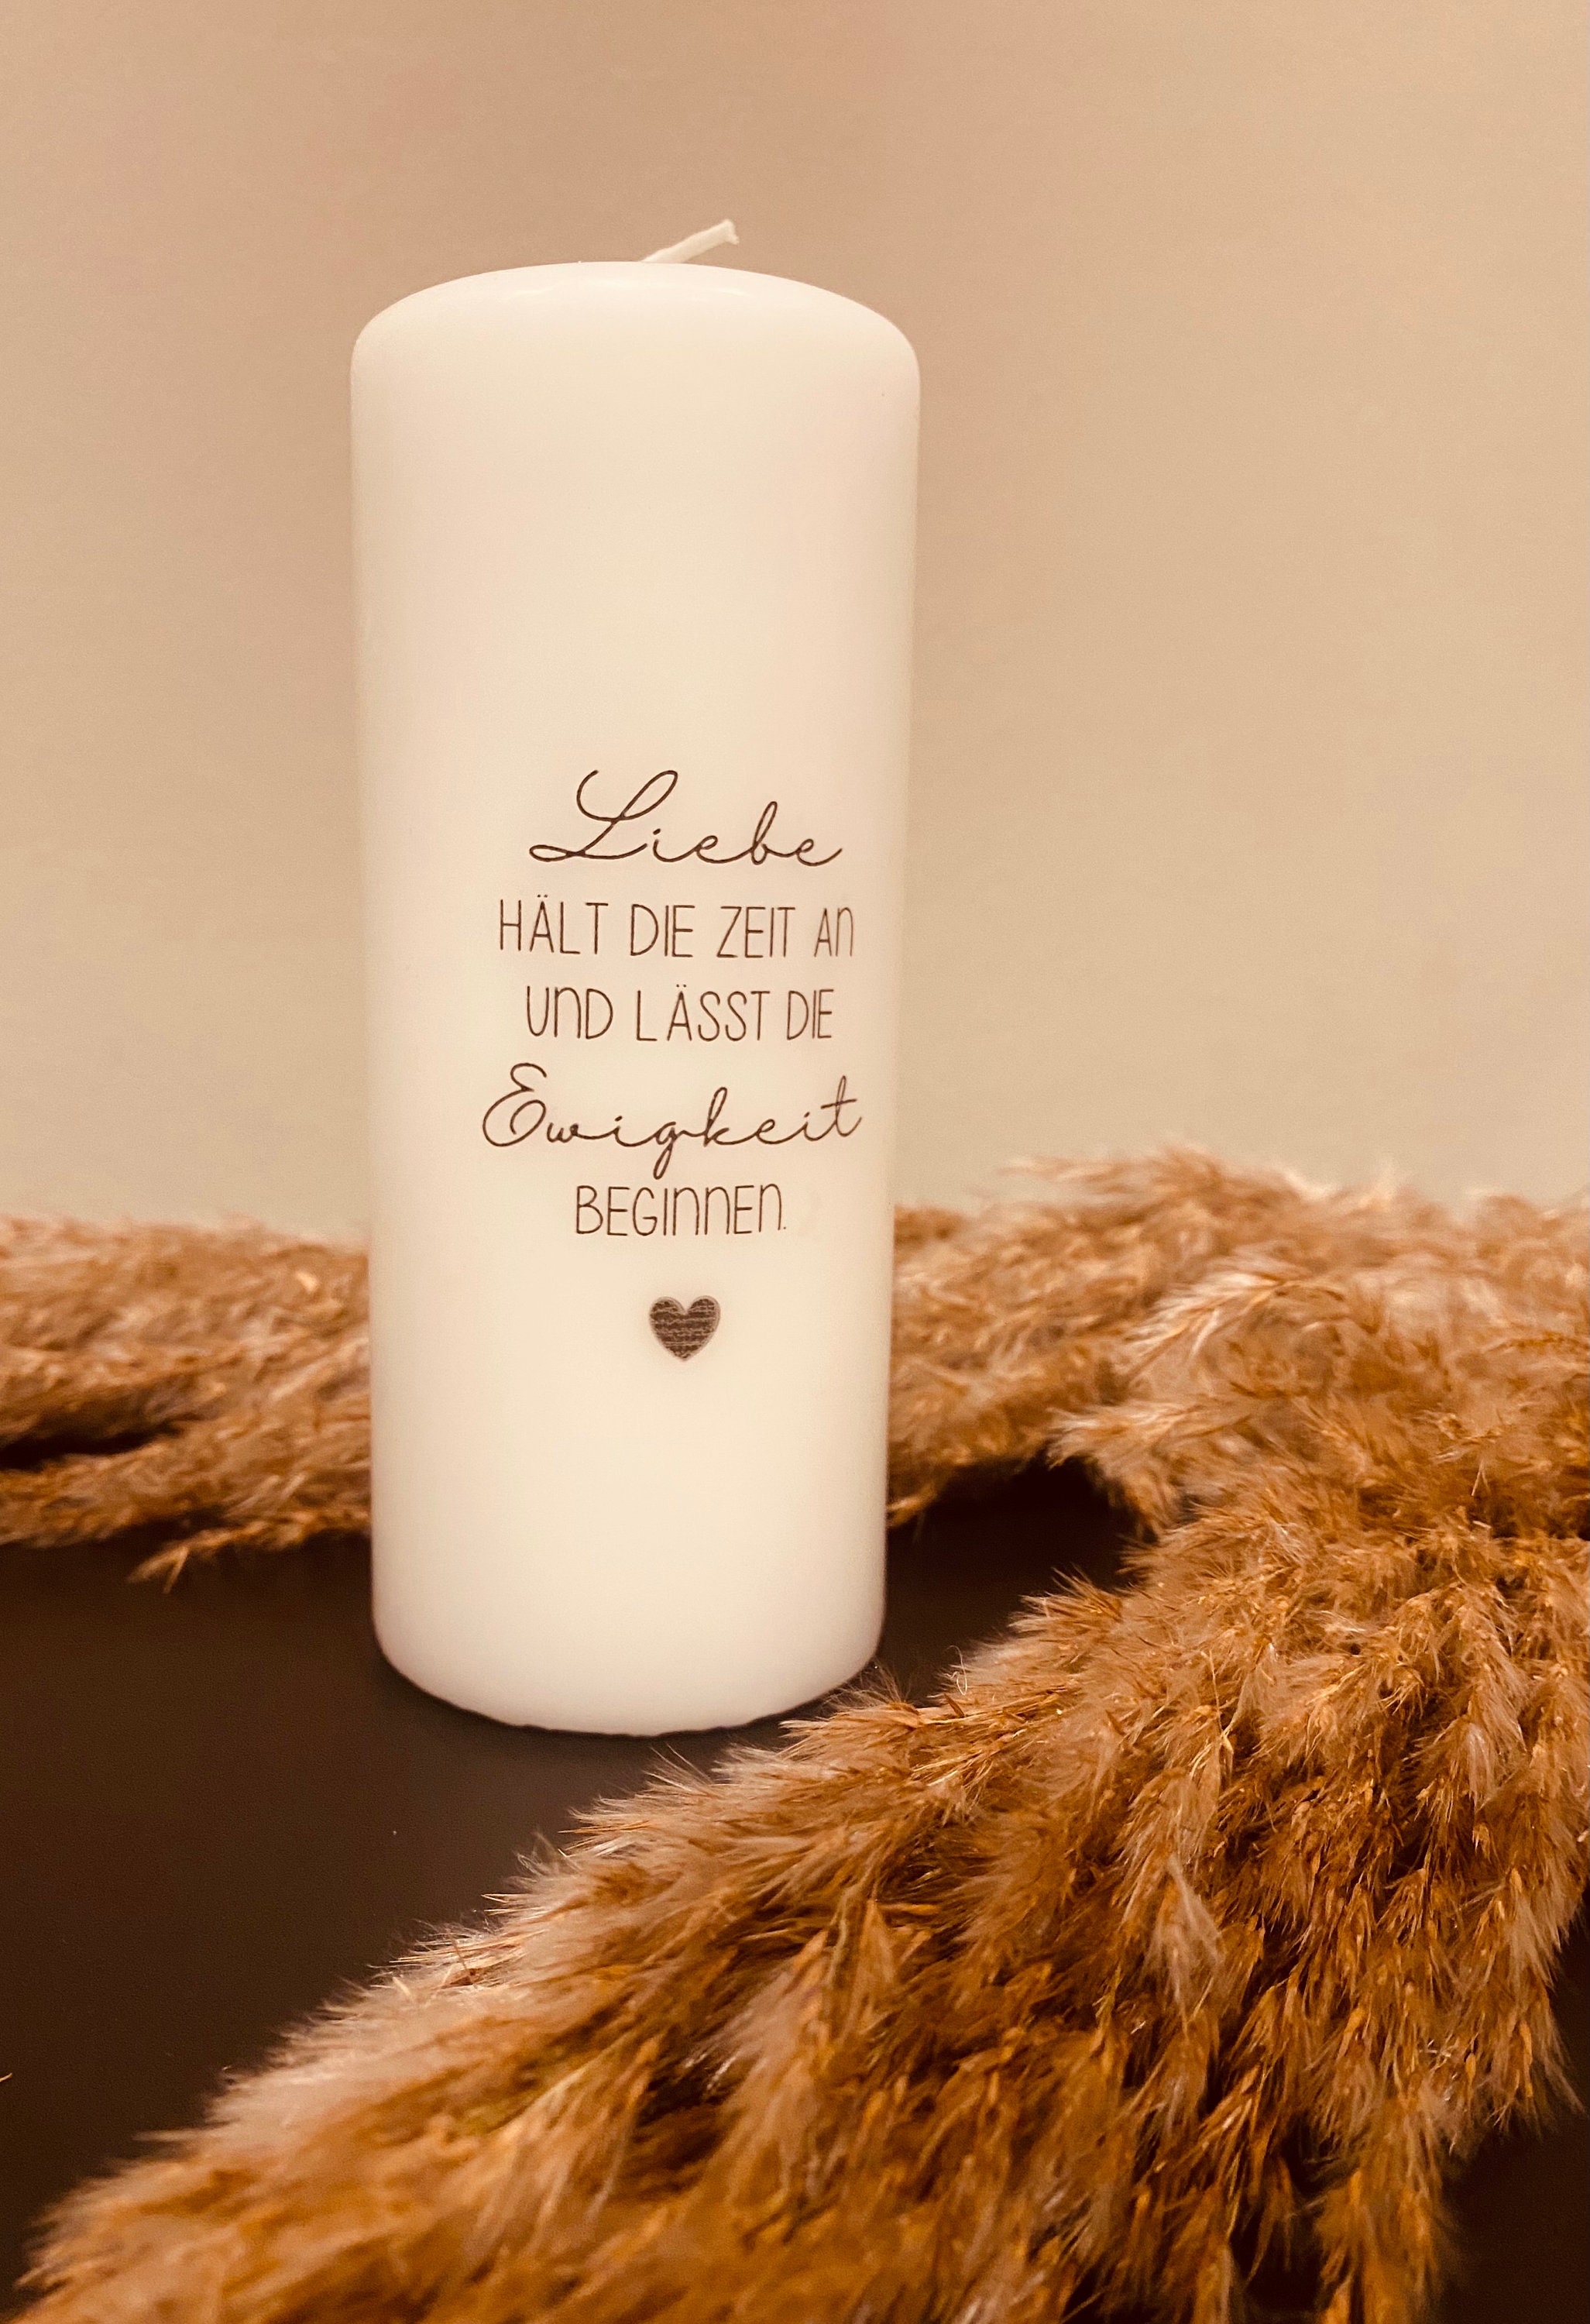 Liebe
HÄLT DIE ZEIT AN
UND LÄSST DIE
Ewigkeit
BEGINNEN.